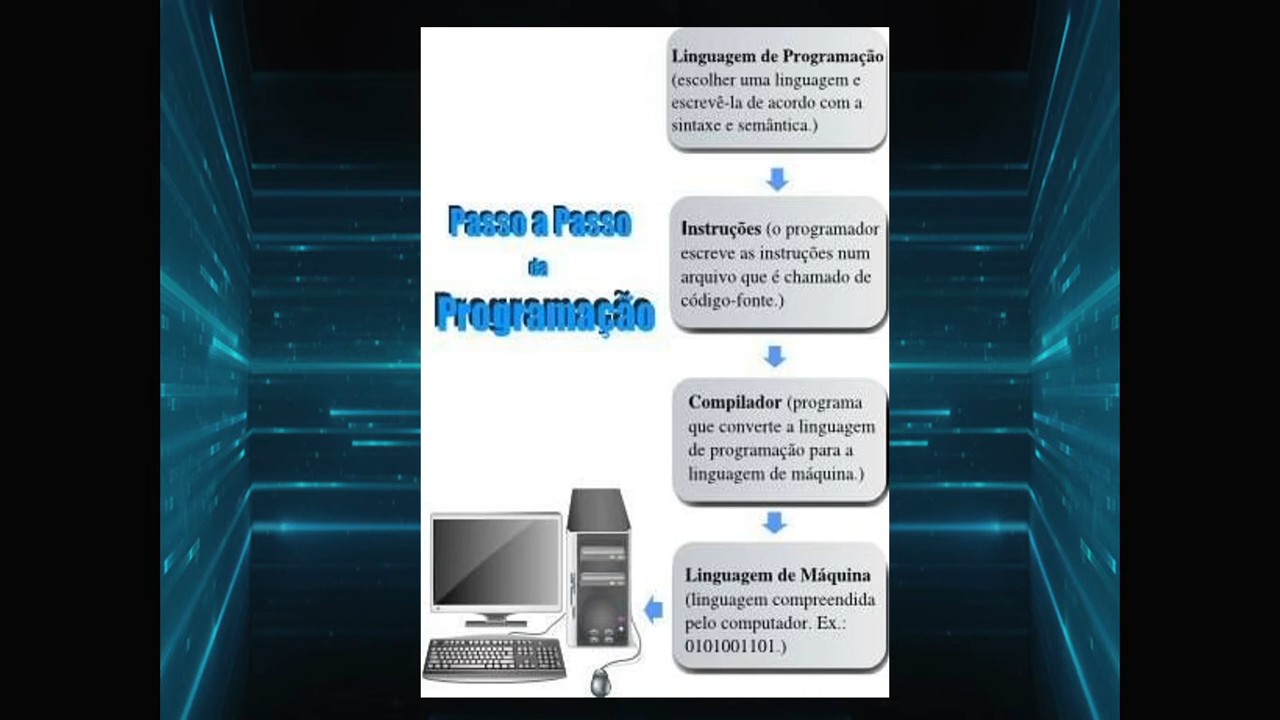 Passo a Passo
da
Programação
Linguagem de Programação
(escolher uma linguagem e
escrevê-la de acordo com a
sintaxe e semântica.)
Instruções (o programador
escreve as instruções num
arquivo que é chamado de
código-fonte.)
Compilador (programa
que converte a linguagem
de programação para a
linguagem de máquina.)
Linguagem de Máquina
(linguagem compreendida
pelo computador. Ex.:
0101001101.)